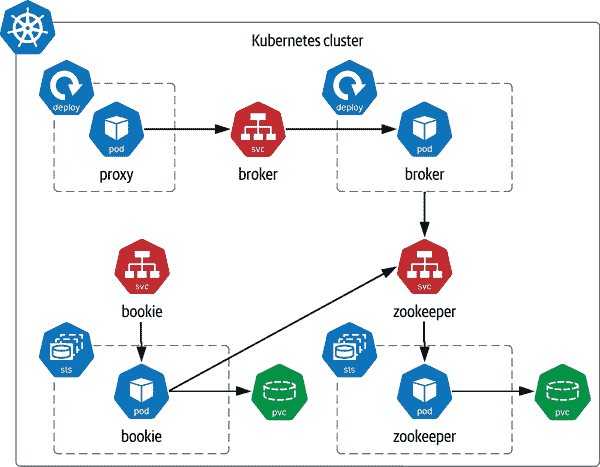 Kubernetes cluster
deploy
deploy
pod
svc
pod
proxy
broker
broker
svc
svc
bookie
zookeeper
sts
sts
pod
pvc
pod
pvc
bookie
zookeeper